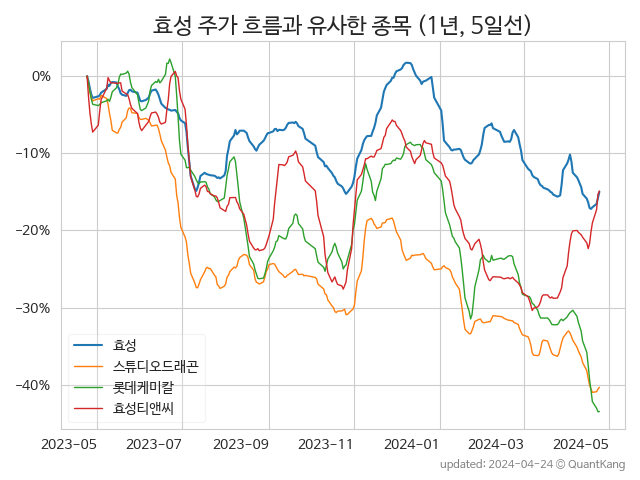 효성 주가 흐름과 유사한 종목 (1년, 5일선)
0%
−10%
−20%
−30%
−40%
효성
스튜디오드래곤
롯데케미칼
효성티앤씨
2023-05 2023-07 2023-09 2023-11 2024-01 2024-03 2024-05
updated: 2024-04-24 © QuantKang